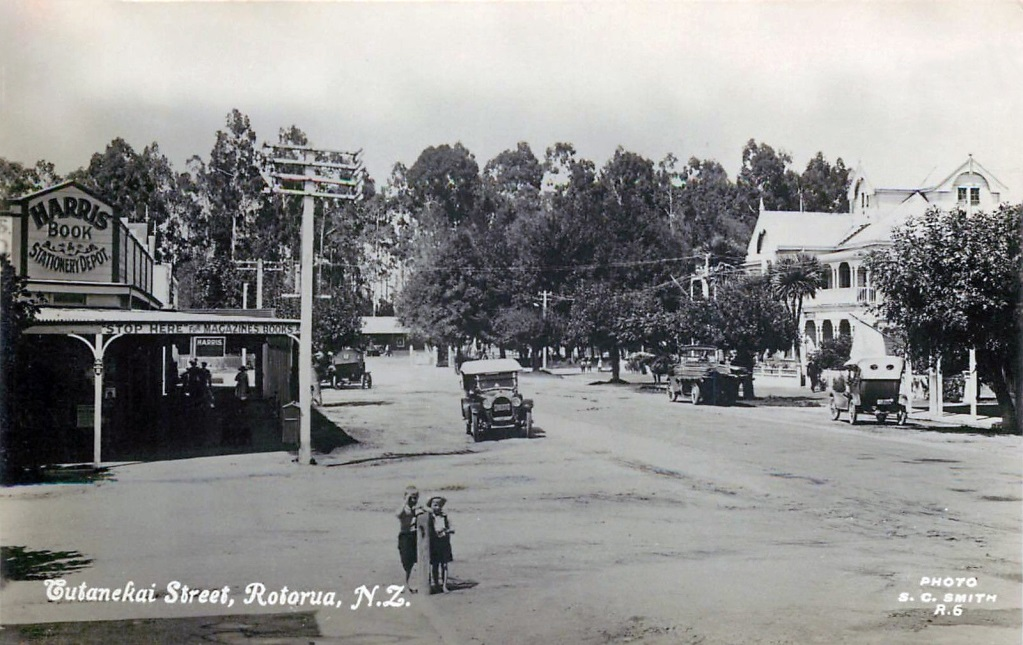 HARRIS
BOOK
&
STATIONERY DEPOT.
STOP HERE FOR MAGAZINES BOOKS
HARRIS
Tutanekai Street, Rotorua, N.Z.
PHOTO
S. C. SMITH
R.6